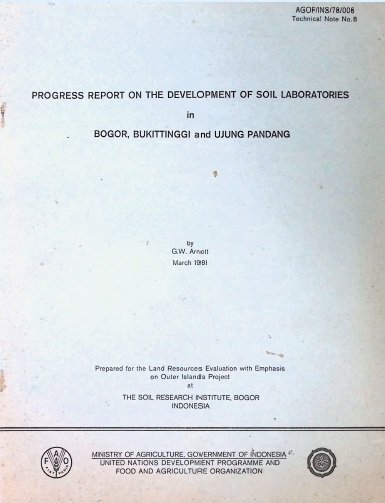 AGOF/INS/78/006
Technical Note No.8
PROGRESS REPORT ON THE DEVELOPMENT OF SOIL LABORATORIES
in
BOGOR, BUKITTINGGI and UJUNG PANDANG
by
G.W. Arnott
March 1981
Prepared for the Land Resources Evaluation with Emphasis
on Outer Islands Project
at
THE SOIL RESEARCH INSTITUTE, BOGOR
INDONESIA
MINISTRY OF AGRICULTURE, GOVERNMENT OF INDONESIA
UNITED NATIONS DEVELOPMENT PROGRAMME AND
FOOD AND AGRICULTURE ORGANIZATION